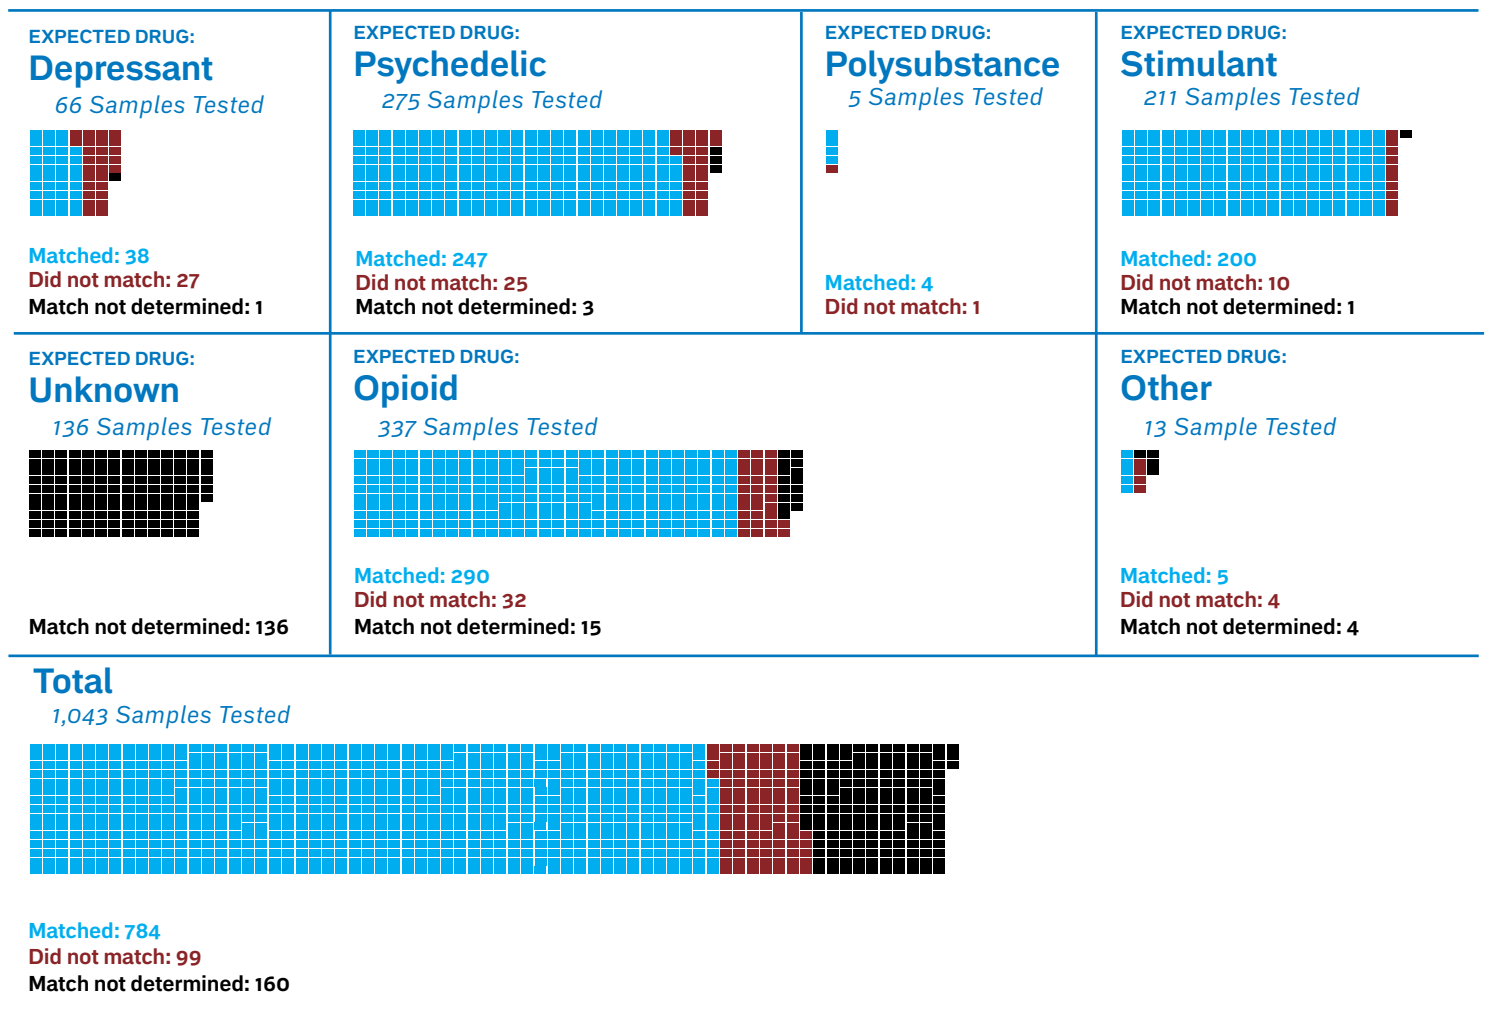 EXPECTED DRUG:
Depressant
66 Samples Tested
Matched: 38
Did not match: 27
Match not determined: 1
EXPECTED DRUG:
Psychedelic
275 Samples Tested
Matched: 247
Did not match: 25
Match not determined: 3
EXPECTED DRUG:
Polysubstance
5 Samples Tested
Matched: 4
Did not match: 1
EXPECTED DRUG:
Stimulant
211 Samples Tested
Matched: 200
Did not match: 10
Match not determined: 1
EXPECTED DRUG:
Unknown
136 Samples Tested
Match not determined: 136
EXPECTED DRUG:
Opioid
337 Samples Tested
Matched: 290
Did not match: 32
Match not determined: 15
EXPECTED DRUG:
Other
13 Sample Tested
Matched: 5
Did not match: 4
Match not determined: 4
Total
1,043 Samples Tested
Matched: 784
Did not match: 99
Match not determined: 160